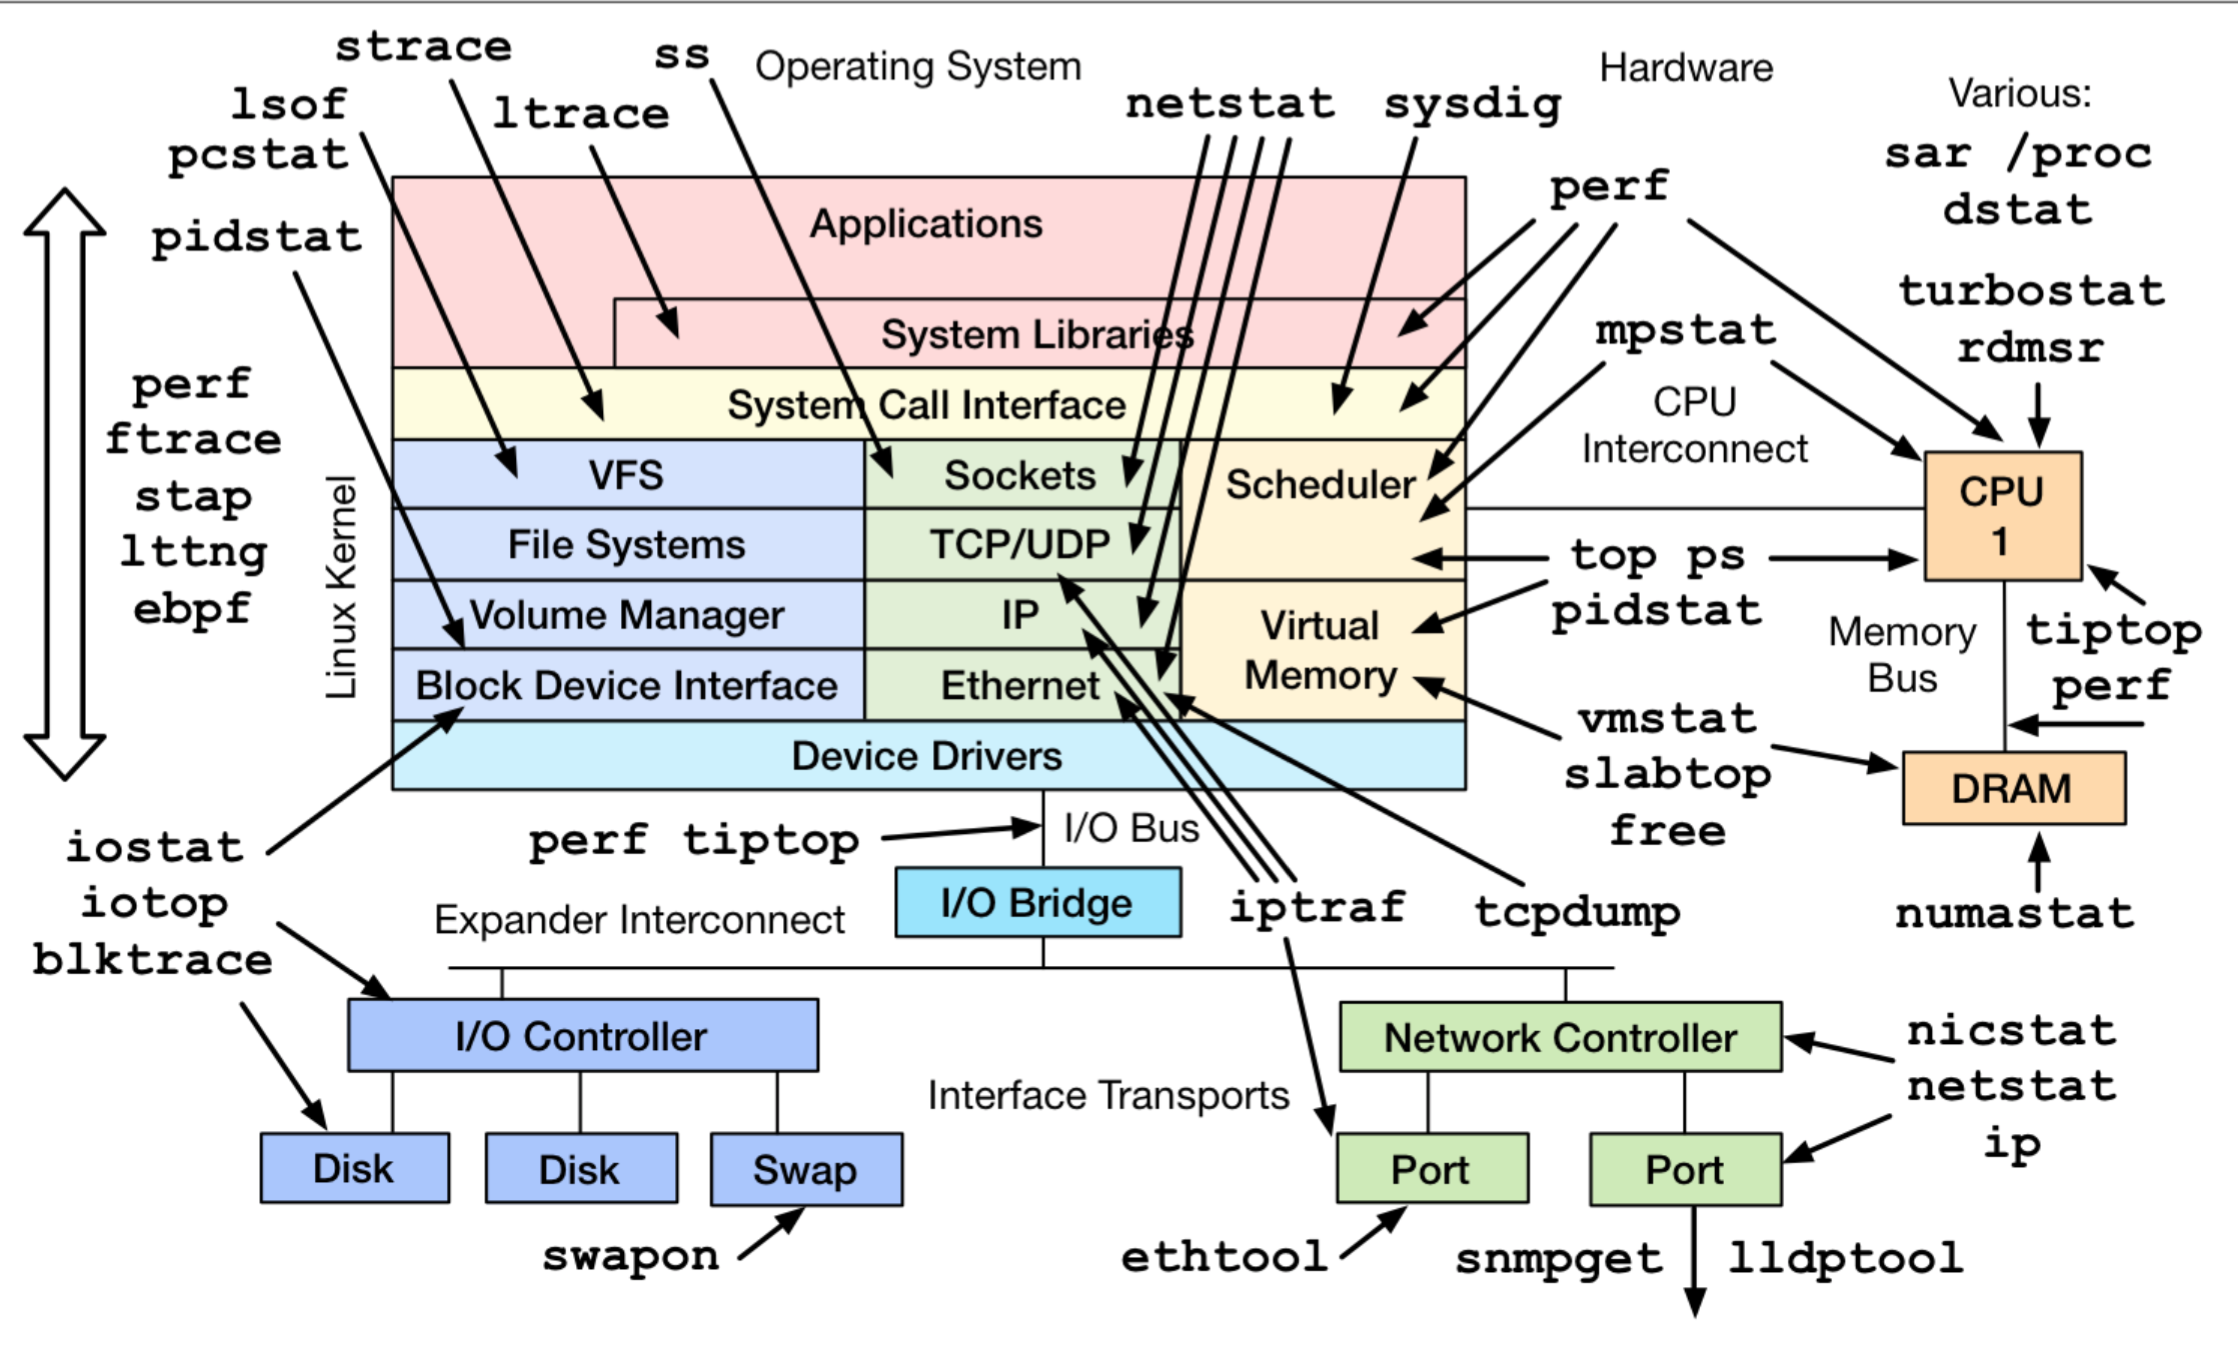 strace
ss
Operating System
Hardware
lsof
ltrace
netstat
sysdig
Various:
pcstat
sar /proc
perf
dstat
pidstat
Applications
turbostat
rdmsr
mpstat
System Libraries
perf
ftrace
stap
lttng
ebpf
Linux Kernel
System Call Interface
CPU
Interconnect
VFS
Sockets
Scheduler
CPU
1
File Systems
TCP/UDP
top ps
pidstat
Volume Manager
IP
Virtual
Memory
Memory
Bus
tiptop
perf
Block Device Interface
Ethernet
vmstat
slabtop
free
Device Drivers
DRAM
iostat
iotop
blktrace
perf tiptop
I/O Bus
I/O Bridge
Expander Interconnect
iptraf
tcpdump
numastat
I/O Controller
Network Controller
nicstat
netstat
ip
Interface Transports
Disk
Disk
Swap
Port
Port
swapon
ethtool
snmpget
lldptool